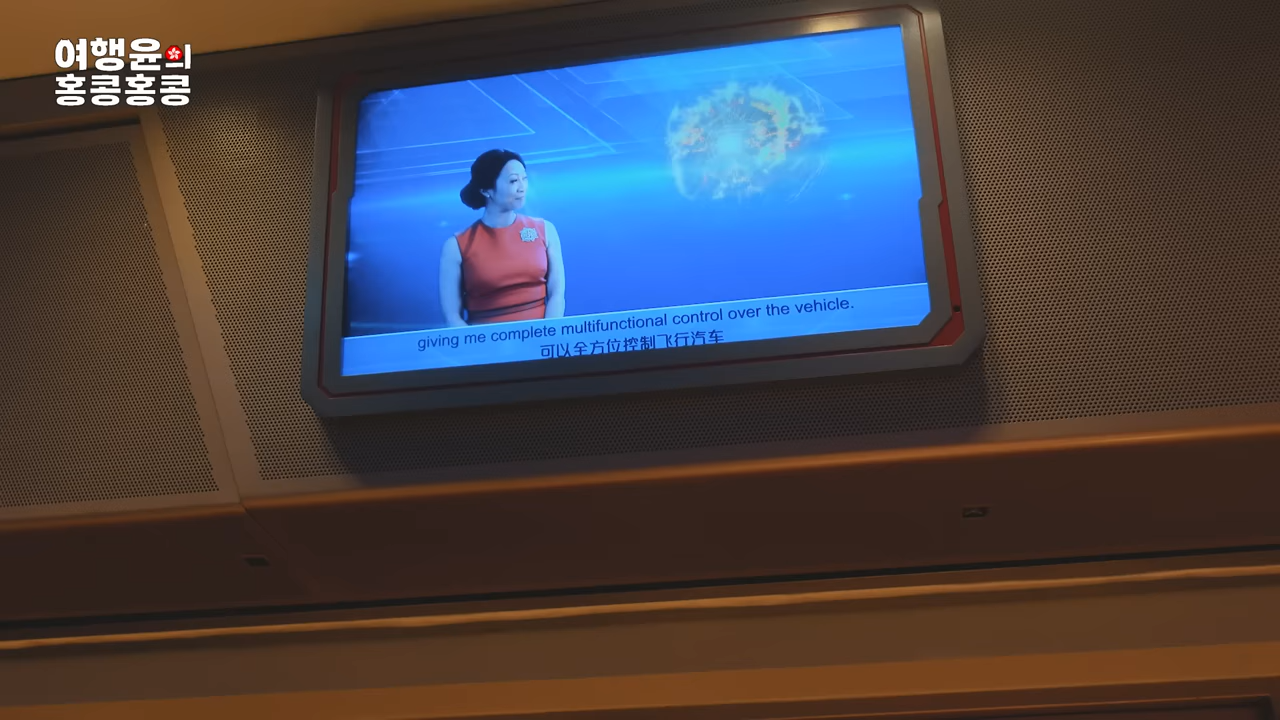 여행윤의
홍콩홍콩
giving me complete multifunctional control over the vehicle.
可以全方位控制飞行汽车